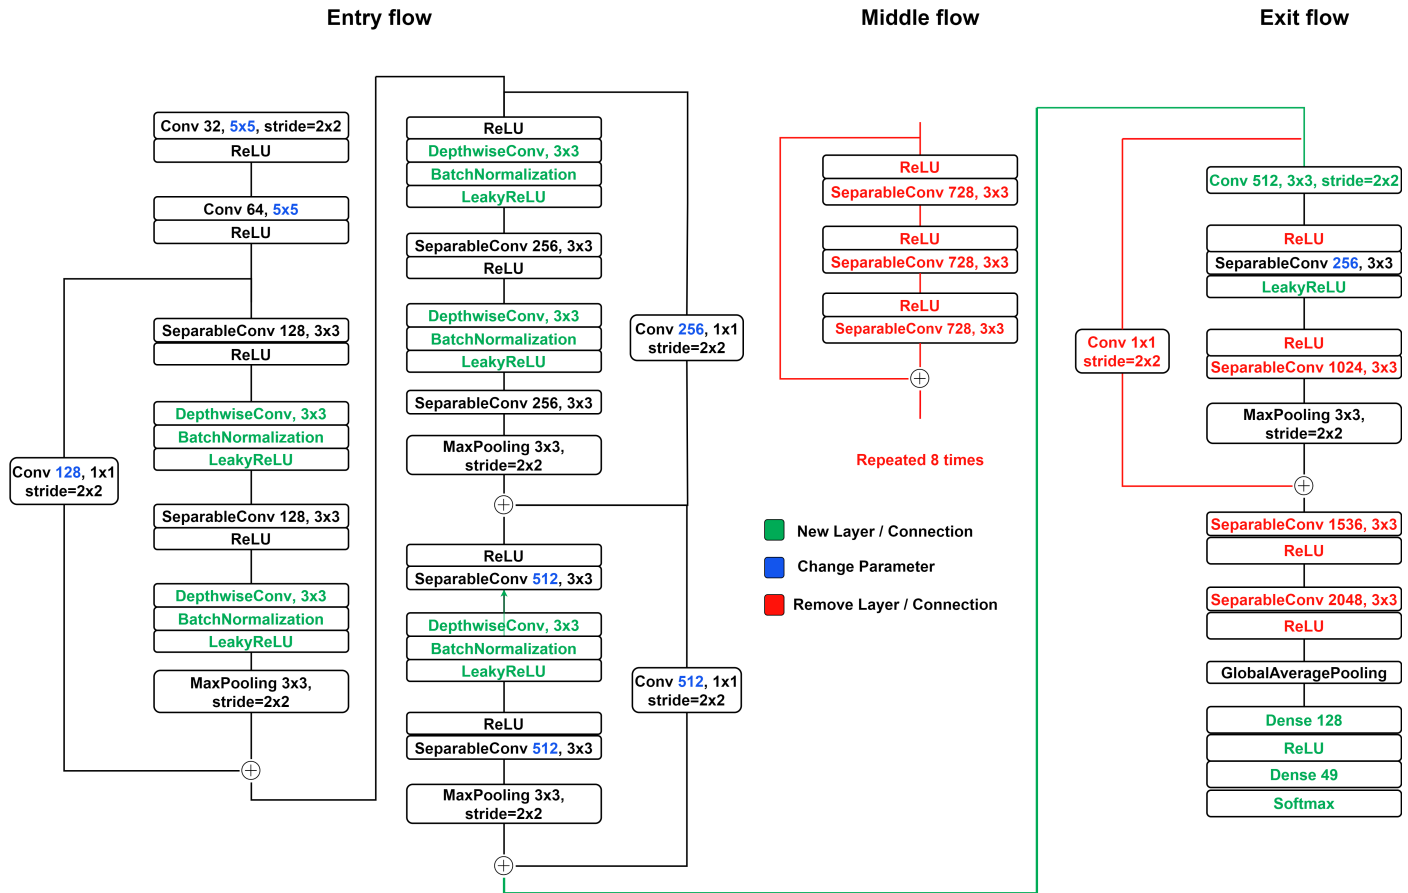 Entry flow
Conv 32, 5x5, stride=2x2
ReLU
Conv 64, 5x5
ReLU
SeparableConv 128, 3x3
ReLU
DepthwiseConv, 3x3
BatchNormalization
LeakyReLU
Conv 128, 1x1
stride=2x2
SeparableConv 128, 3x3
ReLU
DepthwiseConv, 3x3
BatchNormalization
LeakyReLU
MaxPooling 3x3,
stride=2x2
ReLU
DepthwiseConv, 3x3
BatchNormalization
LeakyReLU
SeparableConv 256, 3x3
ReLU
DepthwiseConv, 3x3
BatchNormalization
LeakyReLU
Conv 256, 1x1
stride=2x2
SeparableConv 256, 3x3
MaxPooling 3x3,
stride=2x2
ReLU
SeparableConv 512, 3x3
DepthwiseConv, 3x3
BatchNormalization
LeakyReLU
Conv 512, 1x1
stride=2x2
ReLU
SeparableConv 512, 3x3
MaxPooling 3x3,
stride=2x2
Middle flow
ReLU
SeparableConv 728, 3x3
ReLU
SeparableConv 728, 3x3
ReLU
SeparableConv 728, 3x3
Repeated 8 times
New Layer / Connection
Change Parameter
Remove Layer / Connection
Exit flow
Conv 512, 3x3, stride=2x2
ReLU
SeparableConv 256, 3x3
LeakyReLU
Conv 1x1
stride=2x2
ReLU
SeparableConv 1024, 3x3
MaxPooling 3x3,
stride=2x2
SeparableConv 1536, 3x3
ReLU
SeparableConv 2048, 3x3
ReLU
GlobalAveragePooling
Dense 128
ReLU
Dense 49
Softmax